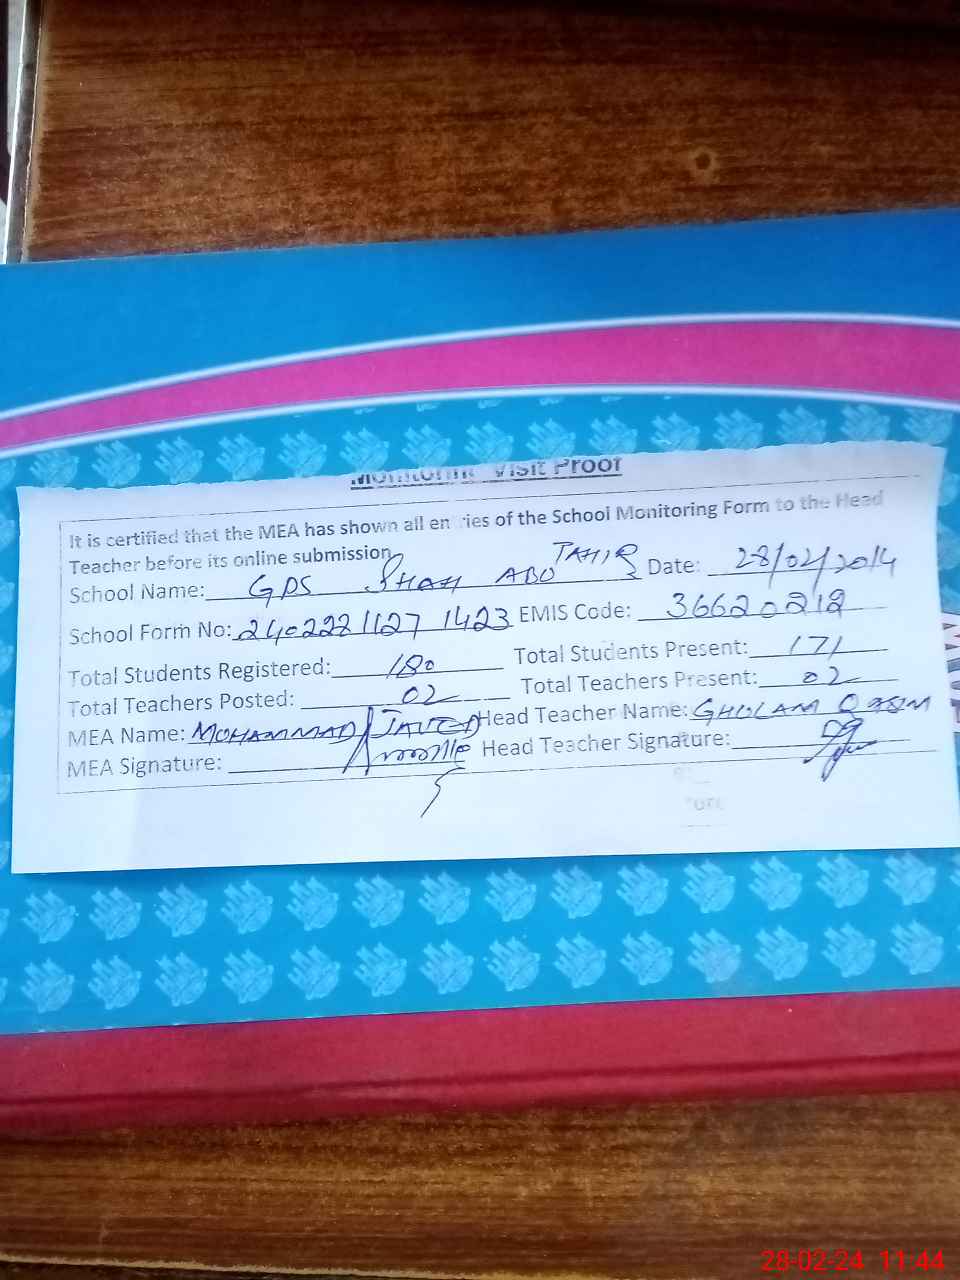 Monitoring Visit Proof
It is certified that the MEA has shown all entries of the School Monitoring Form to the Head
Teacher before its online submission
School Name: GPS SHAH ABU TAHIR Date: 28/02/2014
School Form No: 2402281127 1423 EMIS Code: 36620212
Total Students Registered: 180 Total Students Present: 171
Total Teachers Posted: 02 Total Teachers Present: 02
MEA Name: MOHAMMAD JAVED Head Teacher Name: GHULAM QASIM
MEA Signature: Head Teacher Signature:
28-02-24 11:44